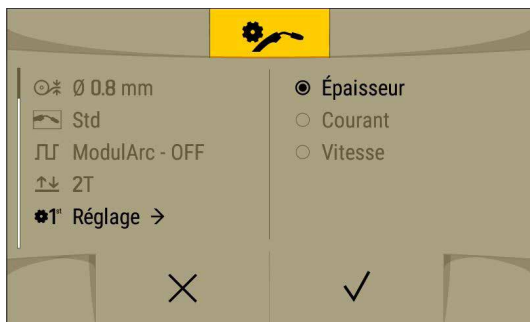 Ø 0.8 mm
Std
ModulArc - OFF
2T
1st Réglage →
Épaisseur
Courant
Vitesse